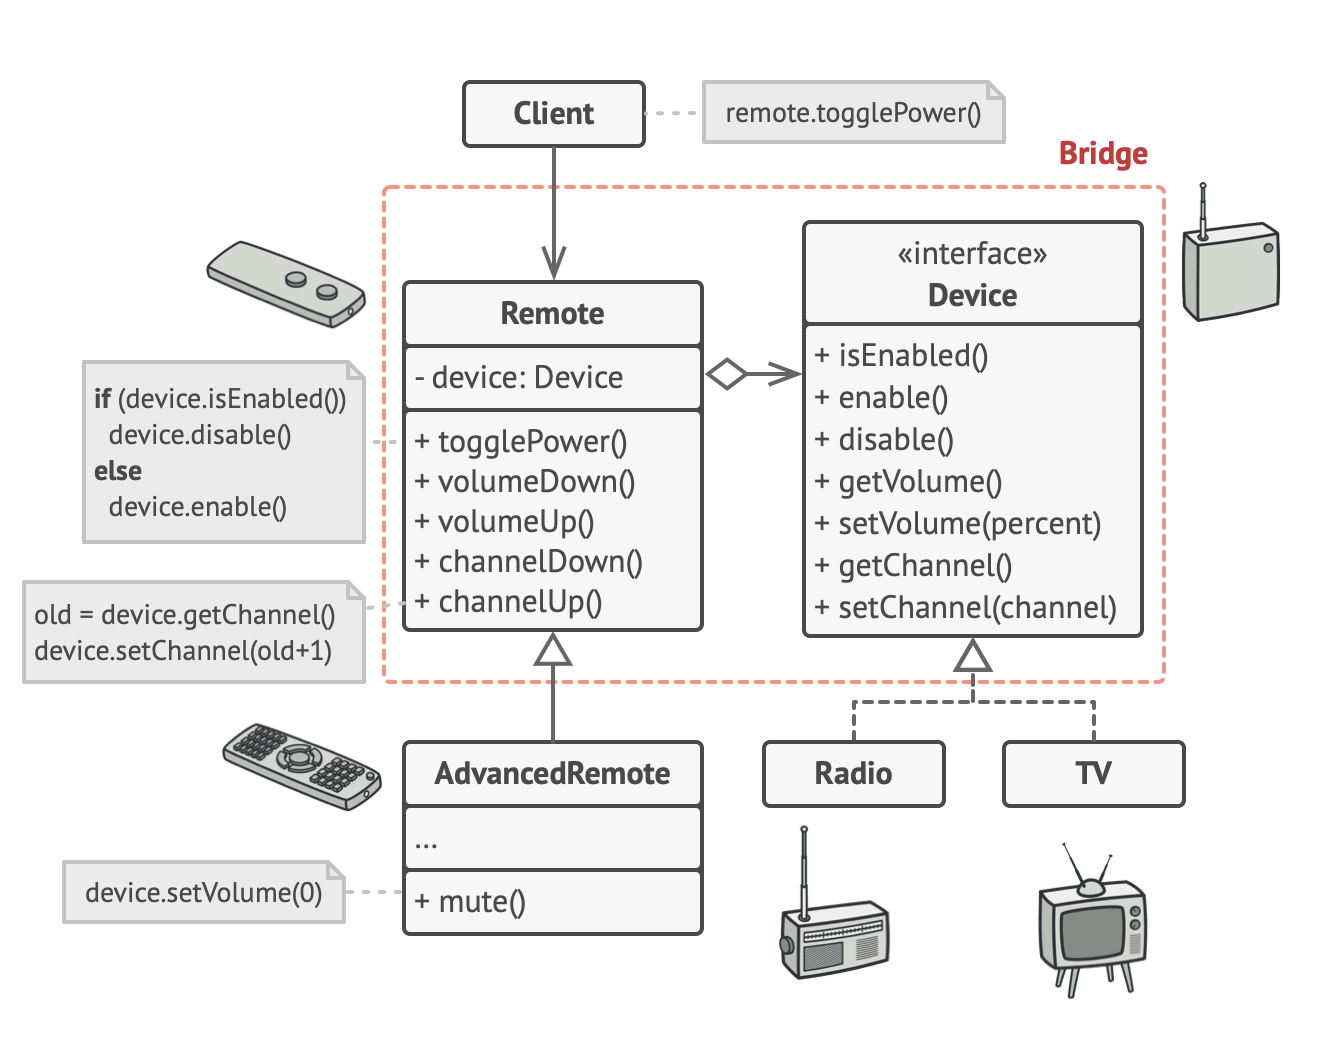 Client
remote.togglePower()
Bridge
Remote
- device: Device
+ togglePower()
+ volumeDown()
+ volumeUp()
+ channelDown()
+ channelUp()
«interface»
Device
+ isEnabled()
+ enable()
+ disable()
+ getVolume()
+ setVolume(percent)
+ getChannel()
+ setChannel(channel)
if (device.isEnabled())
device.disable()
else
device.enable()
old = device.getChannel()
device.setChannel(old+1)
AdvancedRemote
...
+ mute()
device.setVolume(0)
Radio
TV